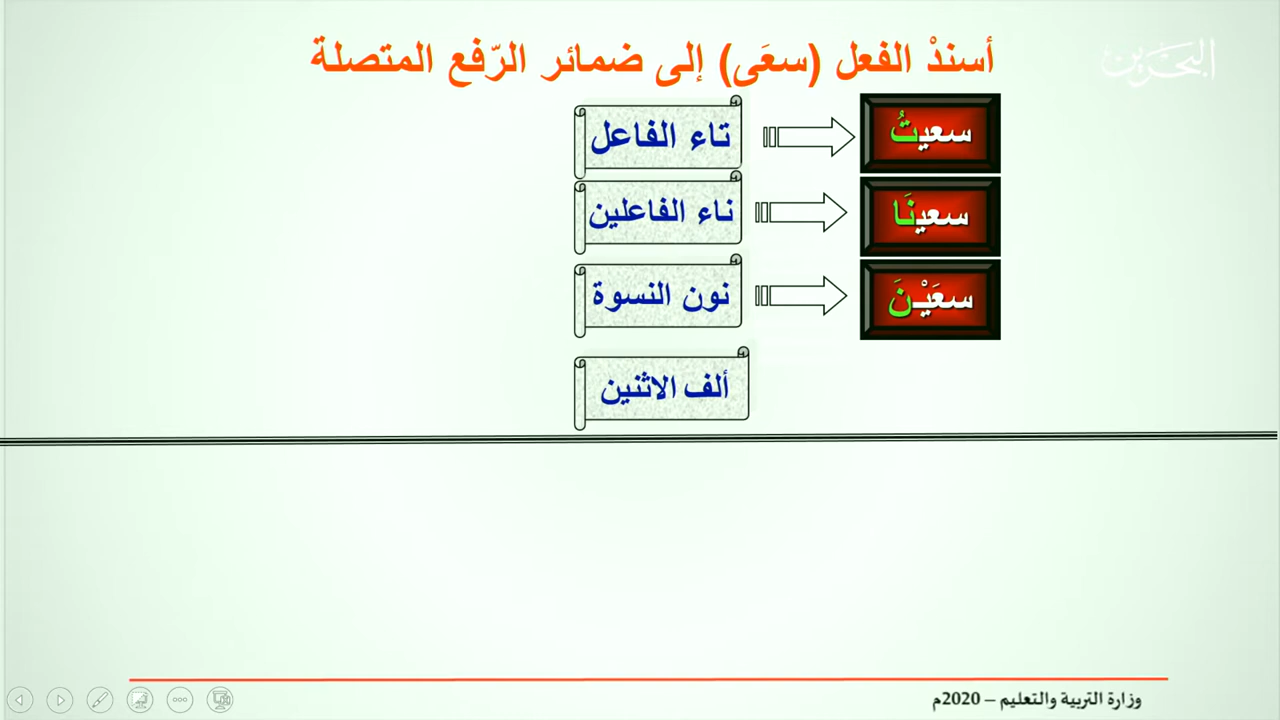 البحرين
أسندْ الفعل (سعَى) إلى ضمائر الرّفع المتصلة
سعيتُ تاء الفاعل
سعينَا ناء الفاعلين
سعَيْنَ نون النسوة
ألف الاثنين
وزارة التربية والتعليم – 2020م